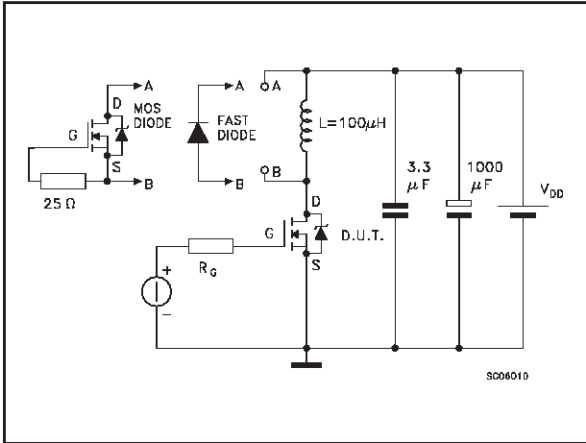 A
A
A
D
MOS
DIODE
G
S
B
25 Ω
FAST
DIODE
B
B
L=100μH
3.3
μF
1000
μF
VDD
D
G
S
D.U.T.
RG
+
−
SC06010